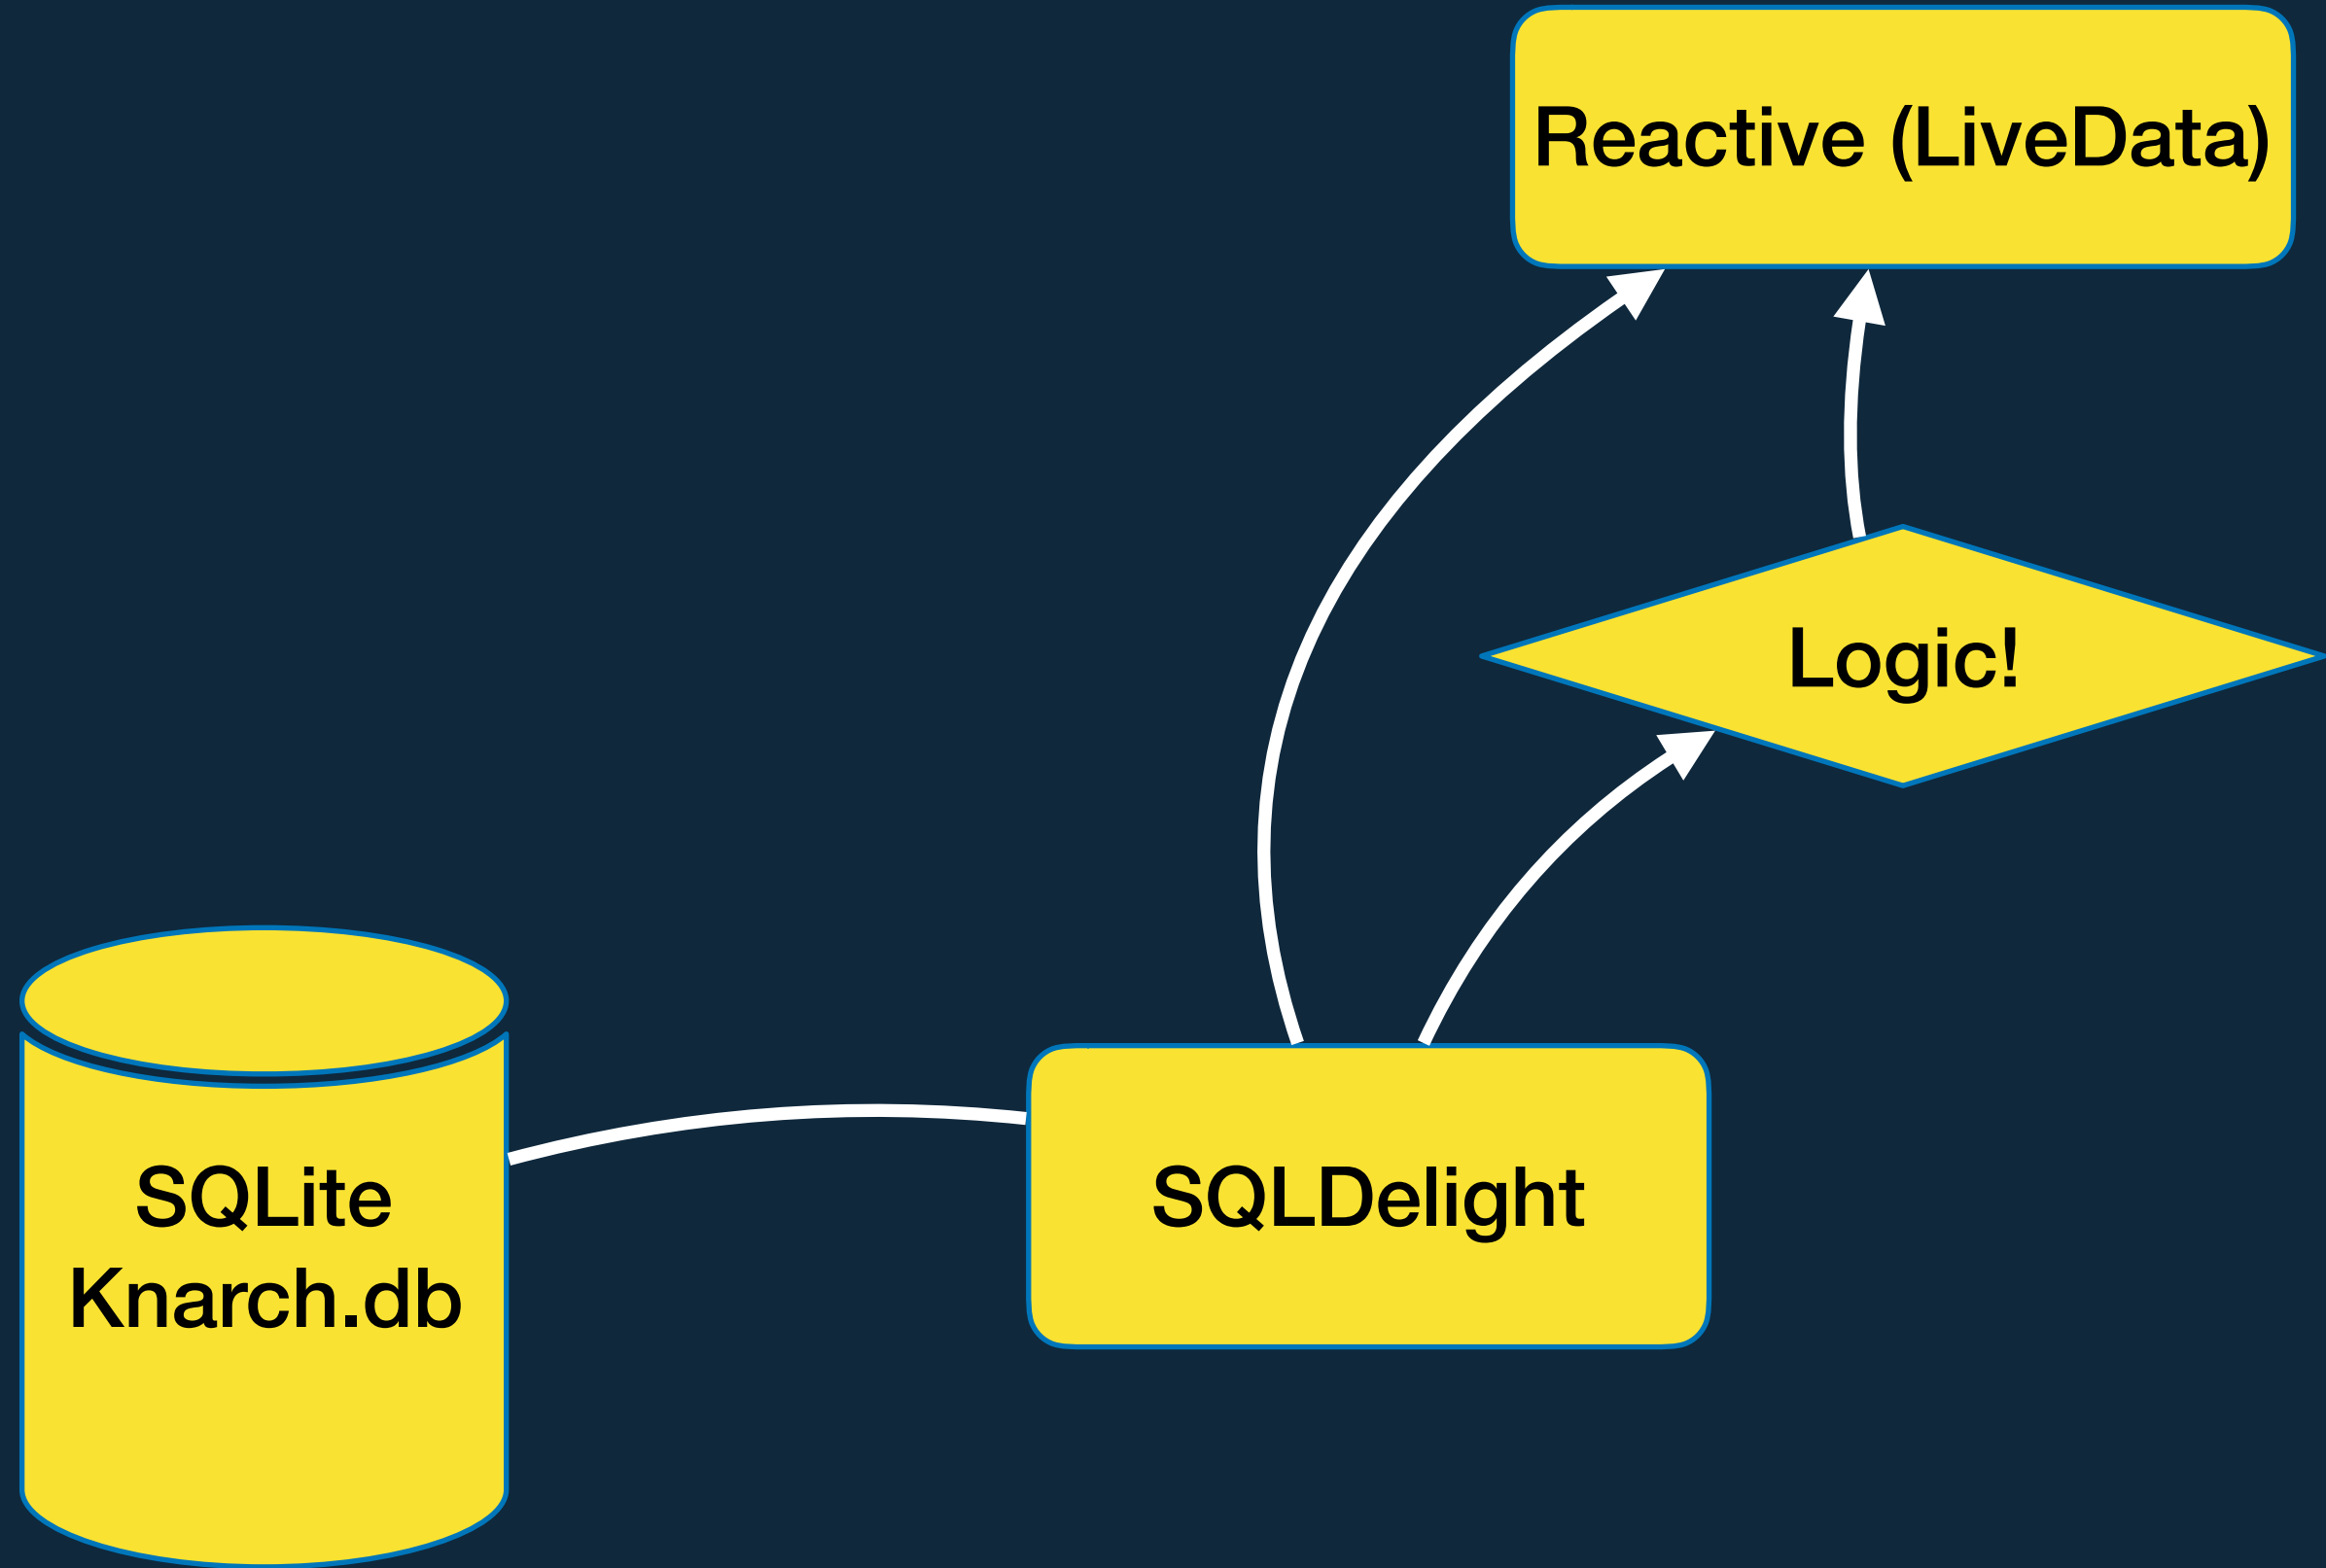 Reactive (LiveData)
Logic!
SQLite
Knarch.db
SQLDelight